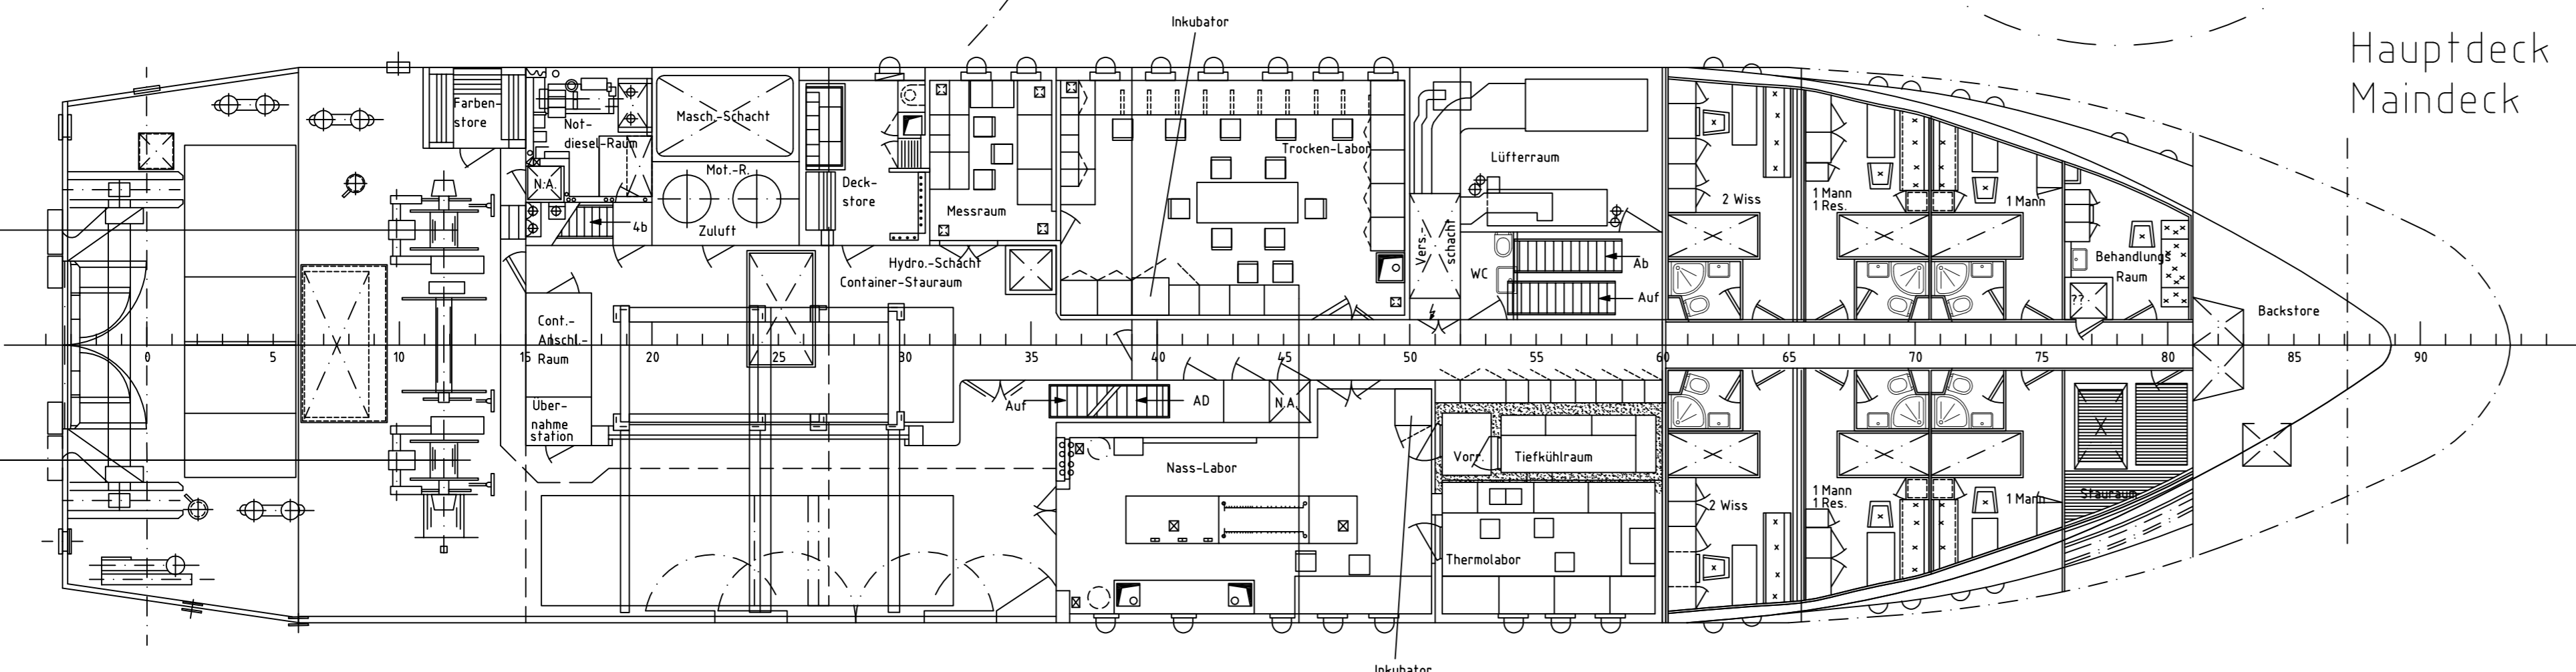 Inkubator
Hauptdeck
Maindeck
Farben-
store
Not-
diesel-Raum
Masch.-Schacht
Mot.-R.
Zuluft
N.A.
4b
Deck-
store
Messraum
Hydro.-Schacht
Container-Stauraum
Trocken-Labor
Vers.-
schacht
Lüfterraum
WC
Ab
Auf
2 Wiss
1 Mann
1 Res.
1 Mann
Behandlungs
Raum
??
Backstore
Cont.-
Anschl.-
Raum
0 5 10 15 20 25 30 35 40 45 50 55 60 65 70 75 80 85 90
Über-
nahme
station
Auf
AD
N.A.
Nass-Labor
Vorr.
Tiefkühlraum
Thermolabor
2 Wiss
1 Mann
1 Res.
1 Mann
Stauraum
Inkubator